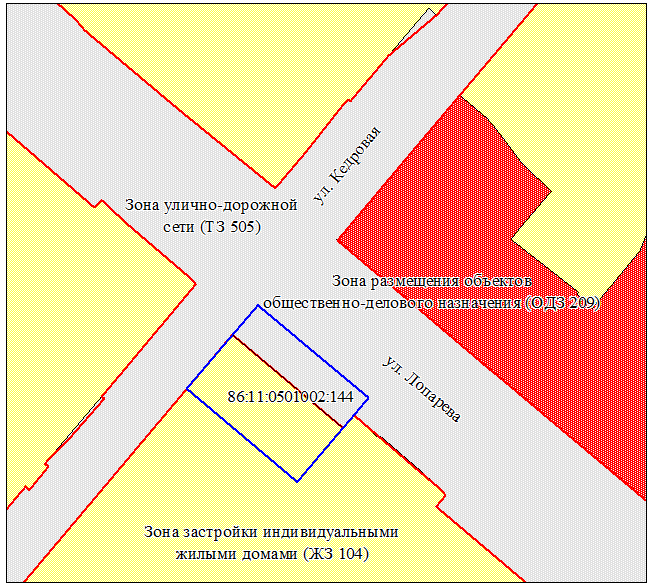 ул. Кедровая
Зона улично-дорожной
сети (ТЗ 505)
Зона размещения объектов
общественно-делового назначения (ОДЗ 209)
ул. Лопарева
86:11:0501002:144
Зона застройки индивидуальными
жилыми домами (ЖЗ 104)